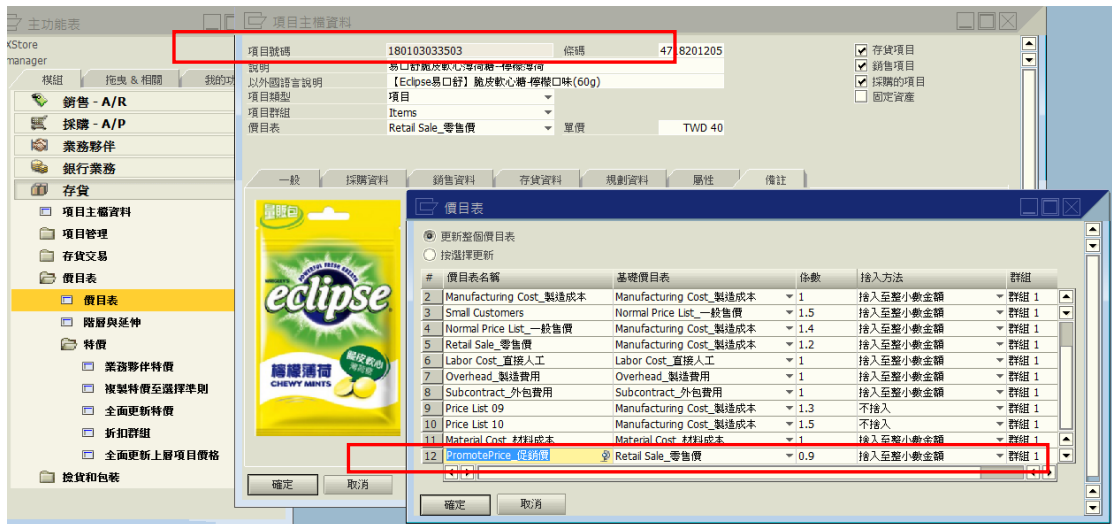 主功能表
項目主檔資料
XStore
manager
模組 拖曳 & 相關 我的功
銷售 - A/R
採購 - A/P
業務夥伴
銀行業務
存貨
項目主檔資料
項目管理
存貨交易
價目表
價目表
階層與延伸
特價
業務夥伴特價
複製特價至選擇準則
全面更新特價
折扣群組
全面更新上層項目價格
撿貨和包裝
項目號碼 180103033503 條碼 4718201205
說明 易口舒脆皮軟心薄荷糖-檸檬薄荷
以外國語言說明 【Eclipse易口舒】脆皮軟心糖-檸檬口味(60g)
項目類型 項目
項目群組 Items
價目表 Retail Sale_零售價 單價 TWD 40
存貨項目
銷售項目
採購的項目
固定資產
一般 採購資料 銷售資料 存貨資料 規劃資料 屬性 備註
量販包
POWERFUL FRESH BREATH
eclipse
脆皮軟心
薄荷糖
檸檬薄荷
CHEWY MINTS
確定 取消
價目表
更新整個價目表
按選擇更新
# 價目表名稱 基礎價目表 係數 捨入方法 群組
2 Manufacturing Cost_製造成本 Manufacturing Cost_製造成本 1 捨入至整小數金額 群組 1
3 Small Customers Normal Price List_一般售價 1.5 捨入至整小數金額 群組 1
4 Normal Price List_一般售價 Manufacturing Cost_製造成本 1.4 捨入至整小數金額 群組 1
5 Retail Sale_零售價 Manufacturing Cost_製造成本 1.2 捨入至整小數金額 群組 1
6 Labor Cost_直接人工 Labor Cost_直接人工 1 捨入至整小數金額 群組 1
7 Overhead_製造費用 Overhead_製造費用 1 捨入至整小數金額 群組 1
8 Subcontract_外包費用 Subcontract_外包費用 1 捨入至整小數金額 群組 1
9 Price List 09 Manufacturing Cost_製造成本 1.3 不捨入 群組 1
10 Price List 10 Manufacturing Cost_製造成本 1.5 不捨入 群組 1
11 Material Cost_材料成本 Material Cost_材料成本 1 捨入至整小數金額 群組 1
12 PromotePrice_促銷價 Retail Sale_零售價 0.9 捨入至整小數金額 群組 1
確定 取消